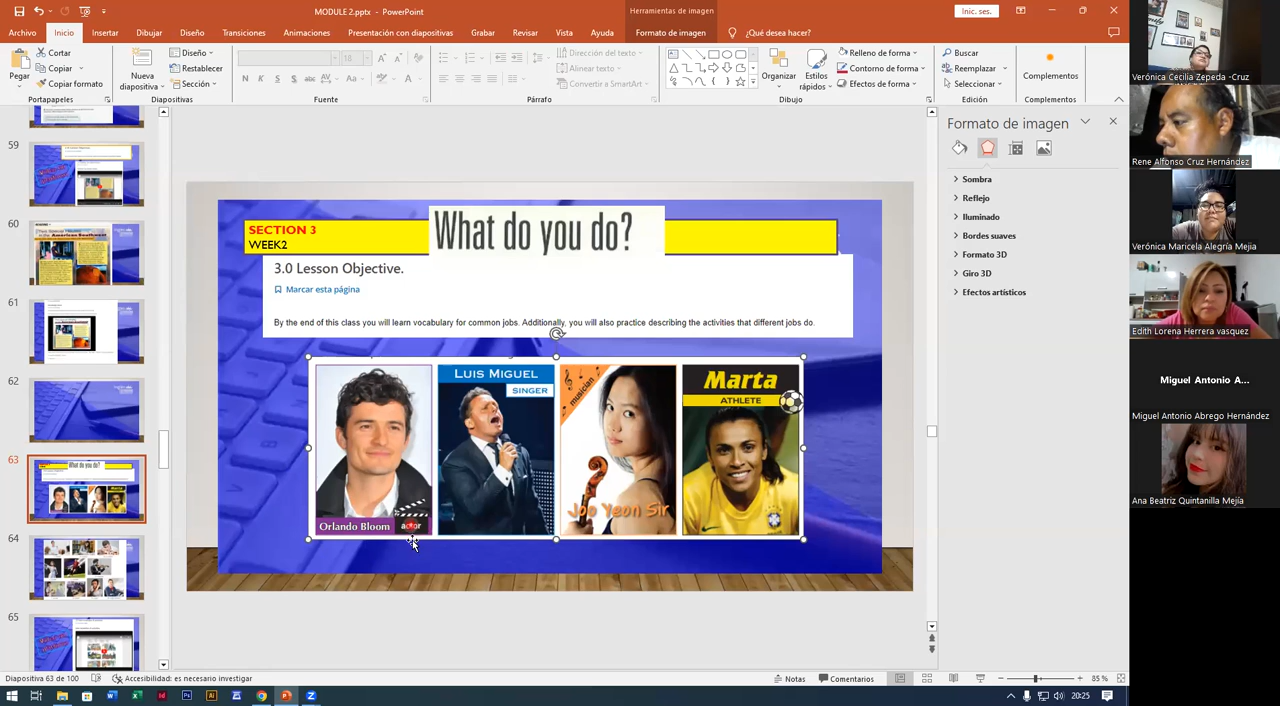 MODULE 2.pptx - PowerPoint
Herramientas de imagen
Inic. ses.
Archivo
Inicio
Insertar
Dibujar
Diseño
Transiciones
Animaciones
Presentación con diapositivas
Grabar
Revisar
Vista
Ayuda
Formato de imagen
¿Qué desea hacer?
Pegar
Cortar
Copiar
Copiar formato
Portapapeles
Nueva diapositiva
Diseño
Restablecer
Sección
Diapositivas
18
N K S S abc AV Aa A
Fuente
Dirección del texto
Alinear texto
Convertir a SmartArt
Párrafo
Organizar
Estilos rápidos
Relleno de forma
Contorno de forma
Efectos de forma
Dibujo
Buscar
Reemplazar
Seleccionar
Edición
Complementos
Complementos
59
60
61
62
63
64
65
SECTION 3
WEEK2
What do you do?
3.0 Lesson Objective.
Marcar esta página
By the end of this class you will learn vocabulary for common jobs. Additionally, you will also practice describing the activities that different jobs do.
Orlando Bloom
actor
LUIS MIGUEL
SINGER
musician
Joo Yeon Sir
Marta
ATHLETE
Formato de imagen
Sombra
Reflejo
Iluminado
Bordes suaves
Formato 3D
Giro 3D
Efectos artísticos
Verónica Cecilia Zepeda -Cruz
Rene Alfonso Cruz Hernández
Verónica Maricela Alegría Mejia
Edith Lorena Herrera vasquez
Miguel Antonio A...
Miguel Antonio Abrego Hernández
Ana Beatriz Quintanilla Mejía
Diapositiva 63 de 100
Accesibilidad: es necesario investigar
Notas
Comentarios
85 %
20:25